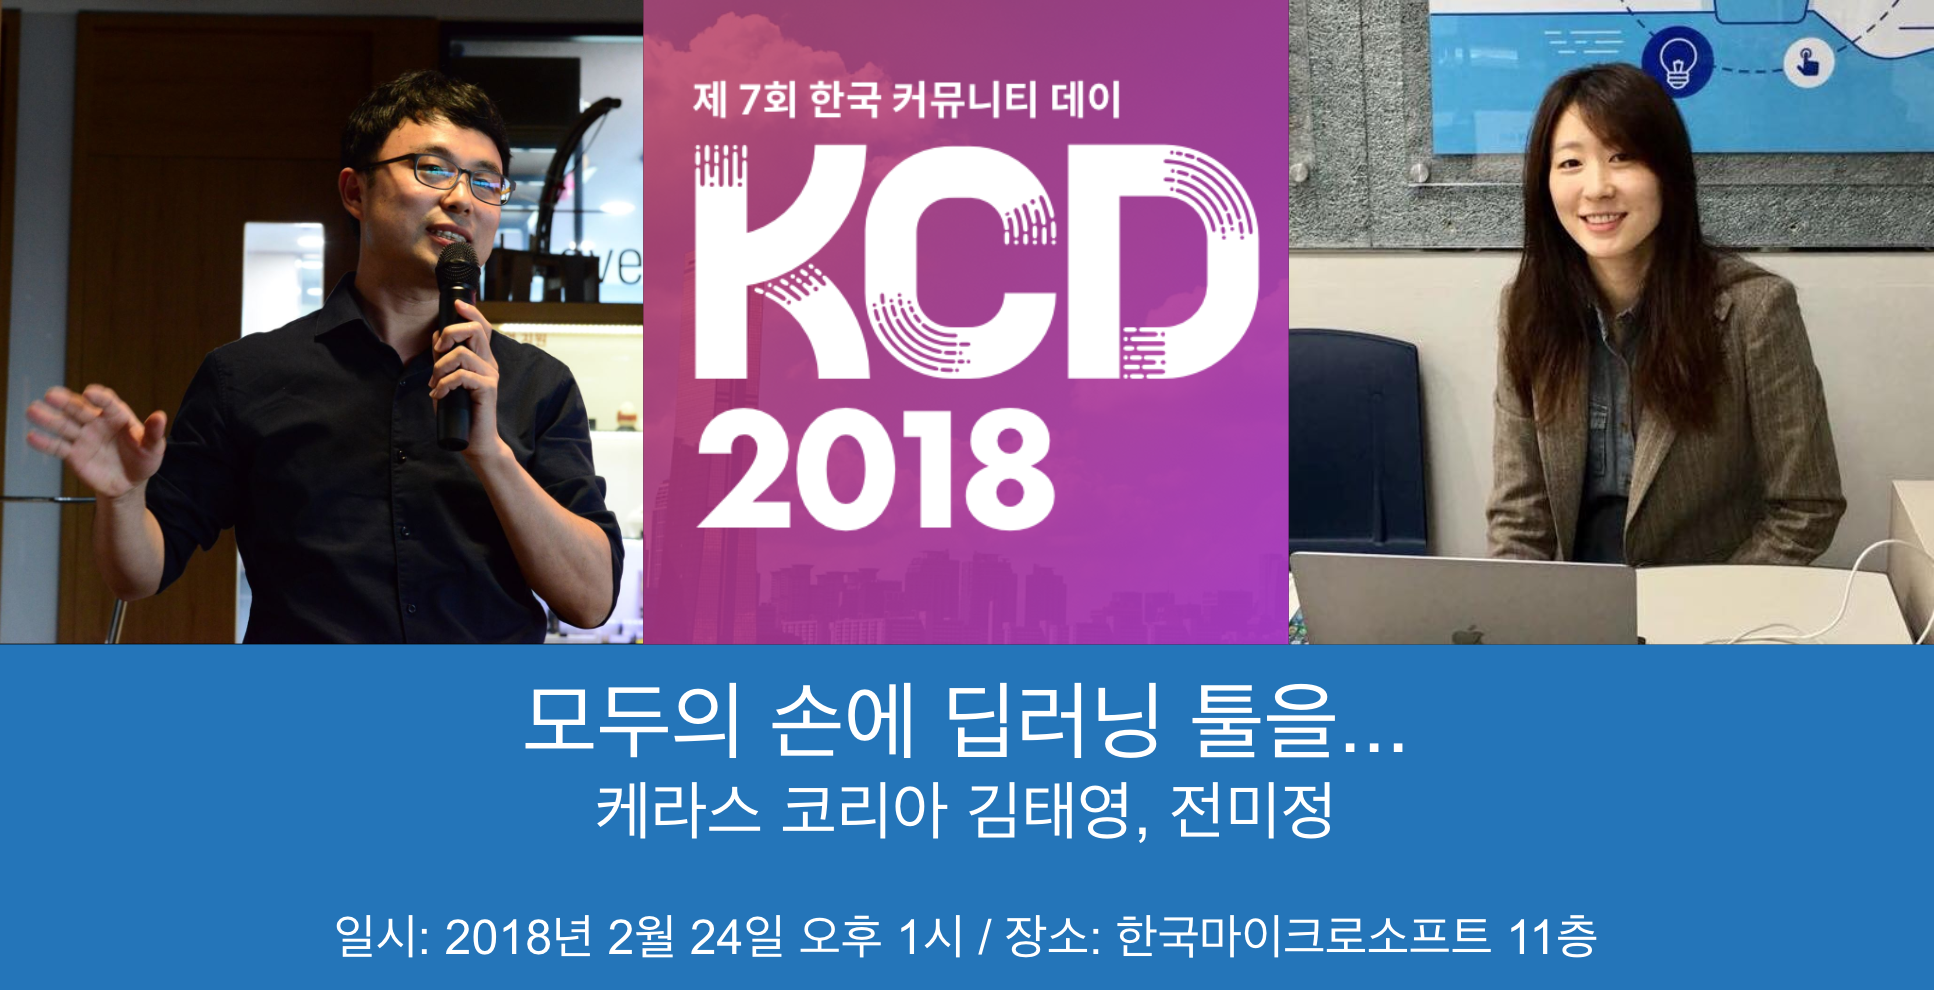 제 7회 한국 커뮤니티 데이
KCD
2018
ve
모두의 손에 딥러닝 툴을...
케라스 코리아 김태영, 전미정
일시: 2018년 2월 24일 오후 1시 / 장소: 한국마이크로소프트 11층